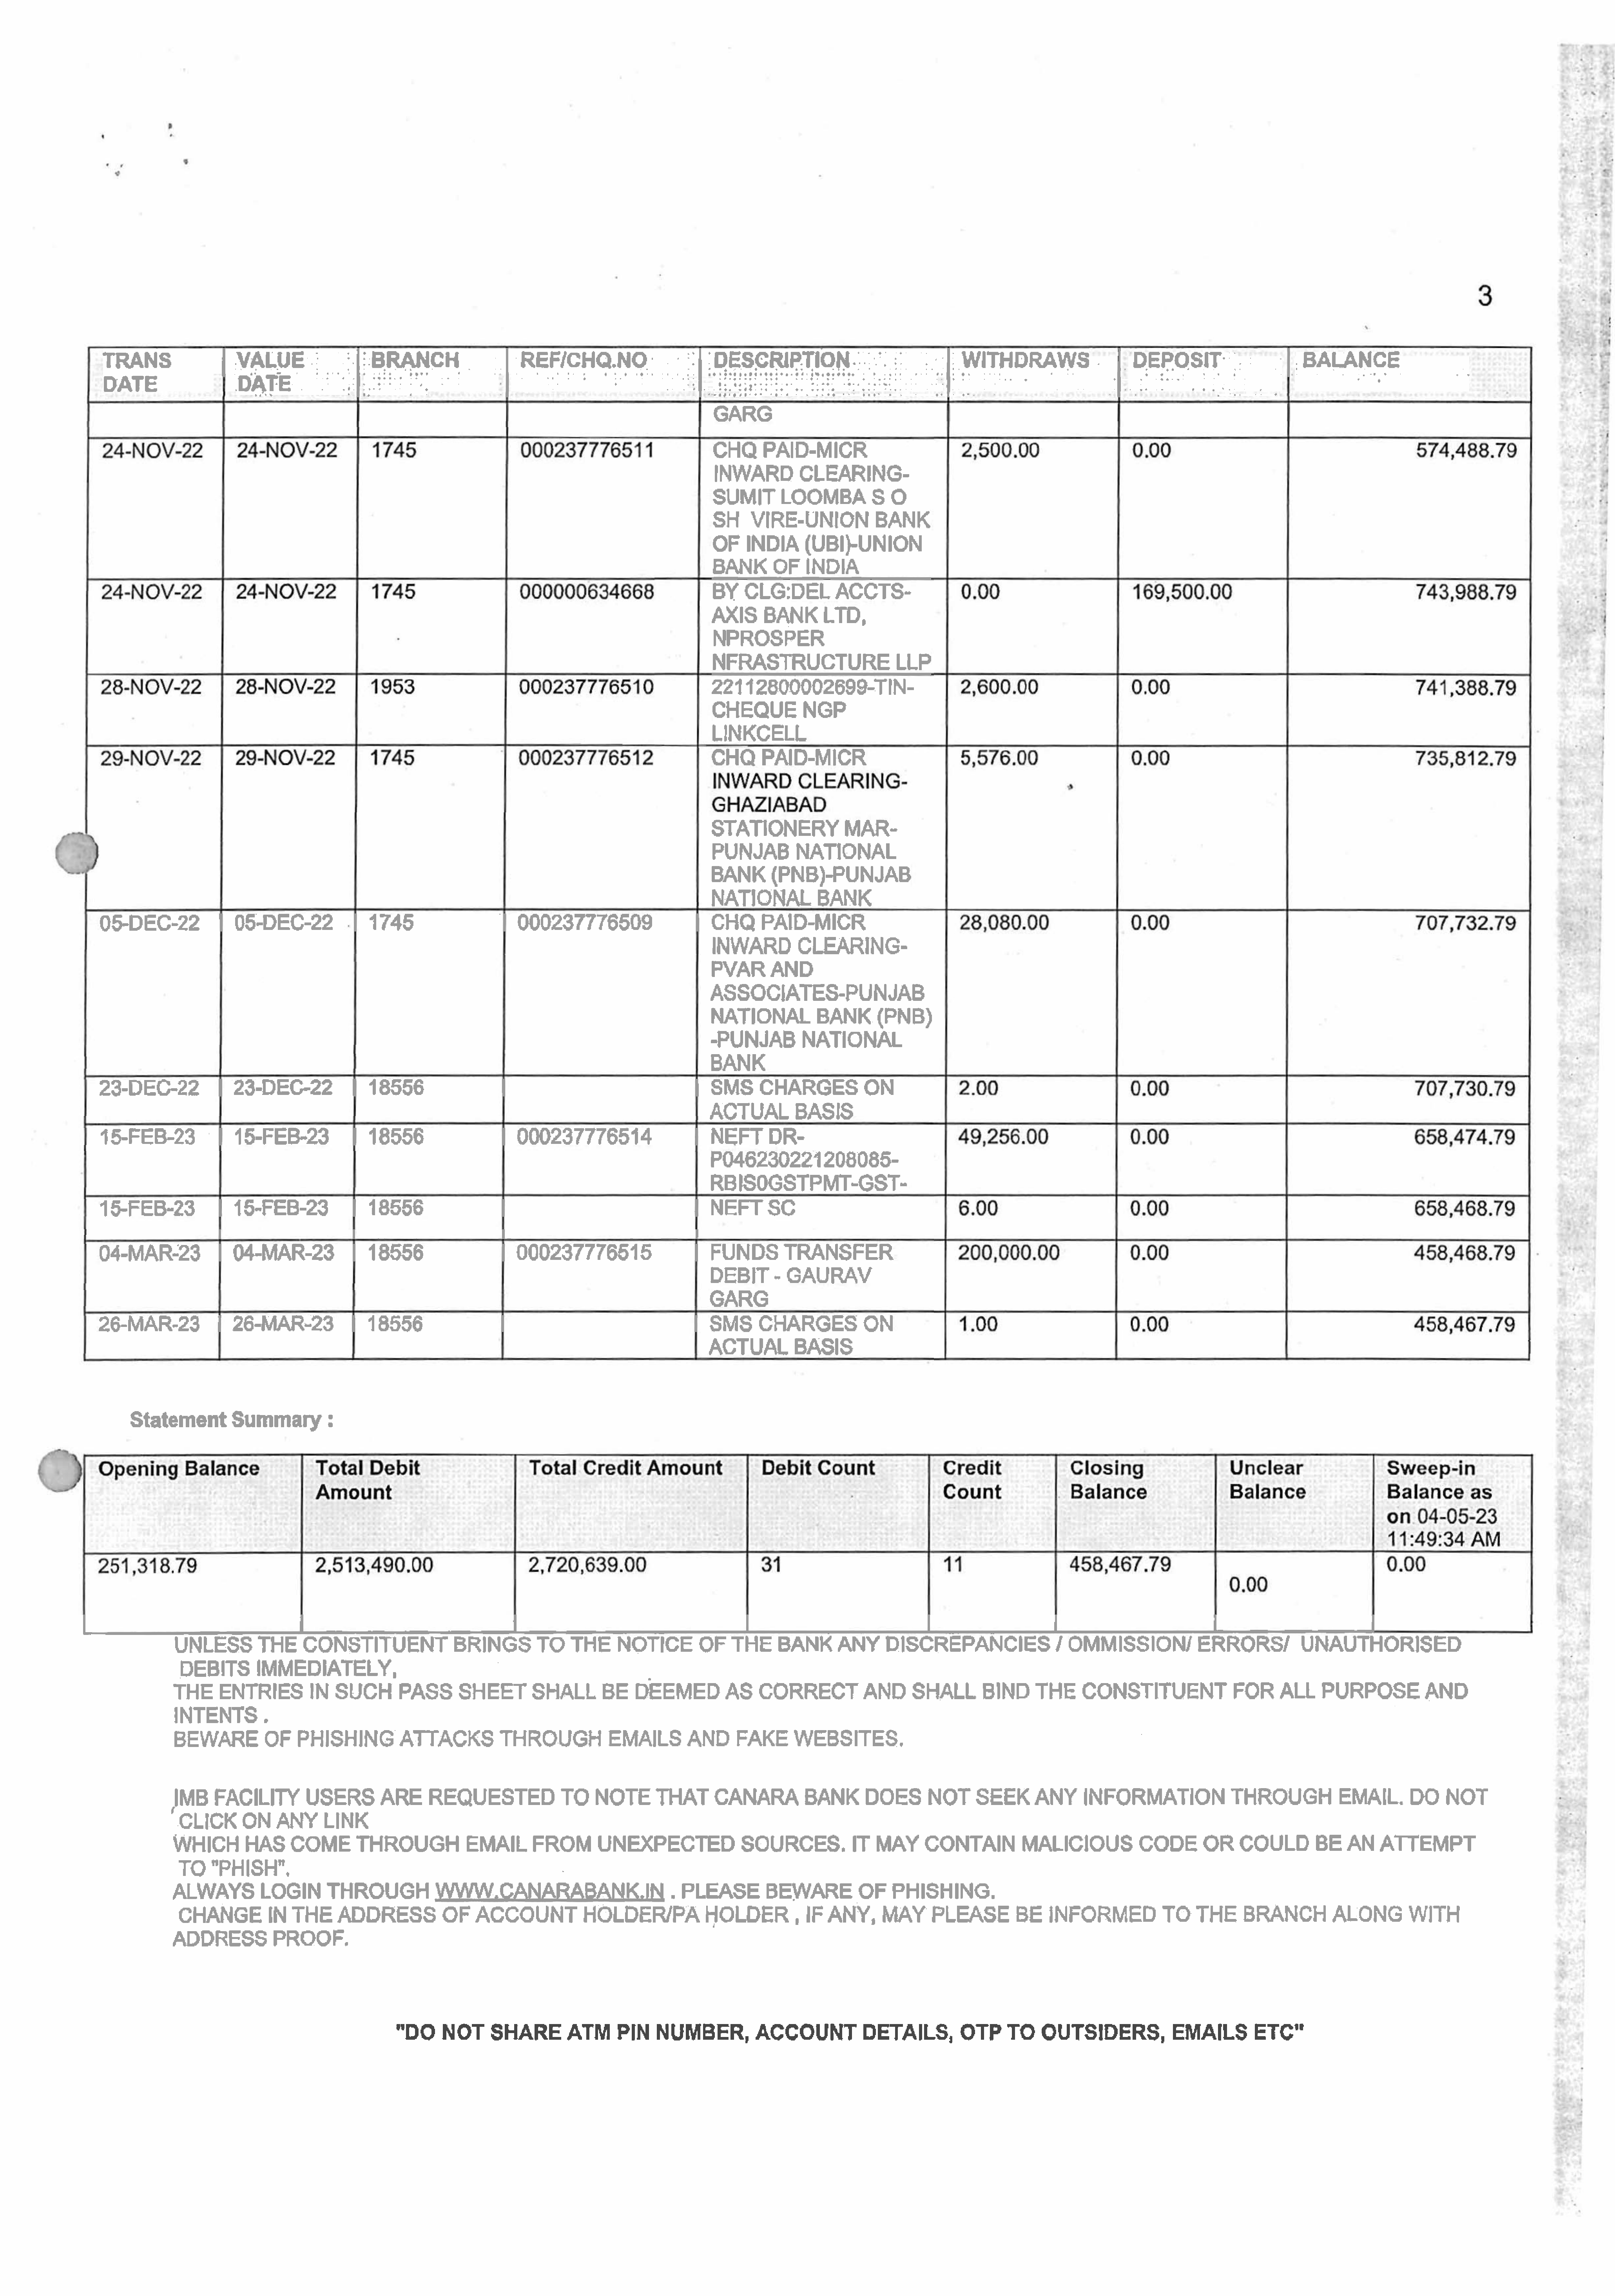 3
TRANS DATE VALUE DATE BRANCH REF/CHQ.NO DESCRIPTION WITHDRAWS DEPOSIT BALANCE
GARG
24-NOV-22 24-NOV-22 1745 000237776511 CHQ PAID-MICR 2,500.00 0.00 574,488.79
INWARD CLEARING-
SUMIT LOOMBA S O
SH VIRE-UNION BANK
OF INDIA (UBI)-UNION
BANK OF INDIA
24-NOV-22 24-NOV-22 1745 000000634668 BY CLG:DEL ACCTS- 0.00 169,500.00 743,988.79
AXIS BANK LTD,
NPROSPER
NFRASTRUCTURE LLP
28-NOV-22 28-NOV-22 1953 000237776510 22112800002699-TIN- 2,600.00 0.00 741,388.79
CHEQUE NGP
LINKCELL
29-NOV-22 29-NOV-22 1745 000237776512 CHQ PAID-MICR 5,576.00 0.00 735,812.79
INWARD CLEARING-
GHAZIABAD
STATIONERY MAR-
PUNJAB NATIONAL
BANK (PNB)-PUNJAB
NATIONAL BANK
05-DEC-22 05-DEC-22 1745 000237776509 CHQ PAID-MICR 28,080.00 0.00 707,732.79
INWARD CLEARING-
PVAR AND
ASSOCIATES-PUNJAB
NATIONAL BANK (PNB)
-PUNJAB NATIONAL
BANK
23-DEC-22 23-DEC-22 18556 SMS CHARGES ON 2.00 0.00 707,730.79
ACTUAL BASIS
15-FEB-23 15-FEB-23 18556 000237776514 NEFT DR- 49,256.00 0.00 658,474.79
P046230221208085-
RBIS0GSTPMT-GST-
15-FEB-23 15-FEB-23 18556 NEFT SC 6.00 0.00 658,468.79
04-MAR-23 04-MAR-23 18556 000237776515 FUNDS TRANSFER 200,000.00 0.00 458,468.79
DEBIT - GAURAV
GARG
26-MAR-23 26-MAR-23 18556 SMS CHARGES ON 1.00 0.00 458,467.79
ACTUAL BASIS
Statement Summary :
Opening Balance Total Debit Amount Total Credit Amount Debit Count Credit Count Closing Balance Unclear Balance Sweep-in Balance as on 04-05-23 11:49:34 AM
251,318.79 2,513,490.00 2,720,639.00 31 11 458,467.79 0.00 0.00
UNLESS THE CONSTITUENT BRINGS TO THE NOTICE OF THE BANK ANY DISCREPANCIES / OMMISSION/ ERRORS/ UNAUTHORISED
DEBITS IMMEDIATELY,
THE ENTRIES IN SUCH PASS SHEET SHALL BE DEEMED AS CORRECT AND SHALL BIND THE CONSTITUENT FOR ALL PURPOSE AND
INTENTS .
BEWARE OF PHISHING ATTACKS THROUGH EMAILS AND FAKE WEBSITES.
IMB FACILITY USERS ARE REQUESTED TO NOTE THAT CANARA BANK DOES NOT SEEK ANY INFORMATION THROUGH EMAIL. DO NOT
CLICK ON ANY LINK
WHICH HAS COME THROUGH EMAIL FROM UNEXPECTED SOURCES. IT MAY CONTAIN MALICIOUS CODE OR COULD BE AN ATTEMPT
TO "PHISH".
ALWAYS LOGIN THROUGH WWW.CANARABANK.IN . PLEASE BEWARE OF PHISHING.
CHANGE IN THE ADDRESS OF ACCOUNT HOLDER/PA HOLDER , IF ANY, MAY PLEASE BE INFORMED TO THE BRANCH ALONG WITH
ADDRESS PROOF.
"DO NOT SHARE ATM PIN NUMBER, ACCOUNT DETAILS, OTP TO OUTSIDERS, EMAILS ETC"